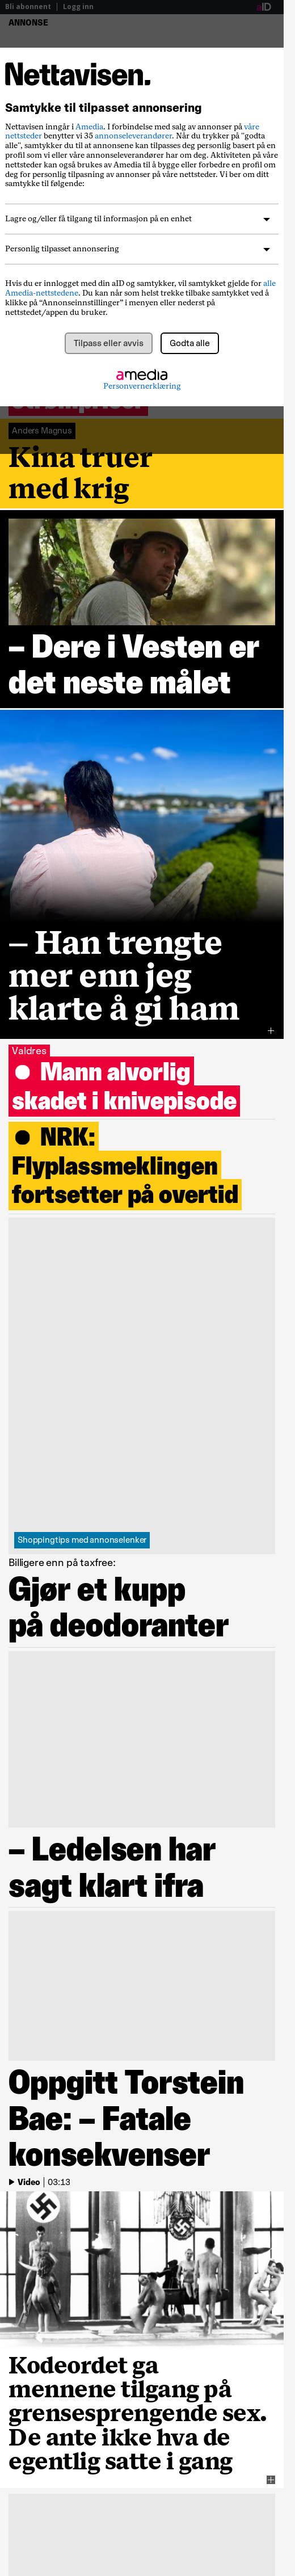 Bli abonnent | Logg inn
aID
ANNONSE
Nettavisen.
Samtykke til tilpasset annonsering
Nettavisen inngår i Amedia. I forbindelse med salg av annonser på våre
nettsteder benytter vi 35 annonseleverandører. Når du trykker på "godta
alle", samtykker du til at annonsene kan tilpasses deg personlig basert på en
profil som vi eller våre annonseleverandører har om deg. Aktiviteten på våre
nettsteder kan også brukes av Amedia til å bygge eller forbedre en profil om
deg for personlig tilpasning av annonser på våre nettsteder. Vi ber om ditt
samtykke til følgende:
Lagre og/eller få tilgang til informasjon på en enhet
Personlig tilpasset annonsering
Hvis du er innlogget med din aID og samtykker, vil samtykket gjelde for alle
Amedia-nettstedene. Du kan når som helst trekke tilbake samtykket ved å
klikke på “Annonseinnstillinger” i menyen eller nederst på
nettstedet/appen du bruker.
Tilpass eller avvis
Godta alle
amedia
Personvernerklæring
Anders Magnus
Kina truer
med krig
– Dere i Vesten er
det neste målet
– Han trengte
mer enn jeg
klarte å gi ham
Valdres
Mann alvorlig
skadet i knivepisode
NRK:
Flyplassmeklingen
fortsetter på overtid
Shoppingtips med annonselenker
Billigere enn på taxfree:
Gjør et kupp
på deodoranter
– Ledelsen har
sagt klart ifra
Oppgitt Torstein
Bae: – Fatale
konsekvenser
Video | 03:13
Kodeordet ga
mennene tilgang på
grensesprengende sex.
De ante ikke hva de
egentlig satte i gang